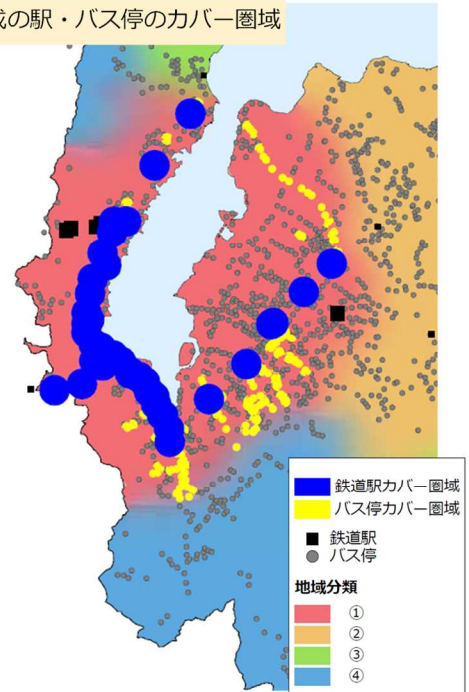 の駅・バス停のカバー圏域
鉄道駅カバー圏域
バス停カバー圏域
鉄道駅
バス停
地域分類
①
②
③
④